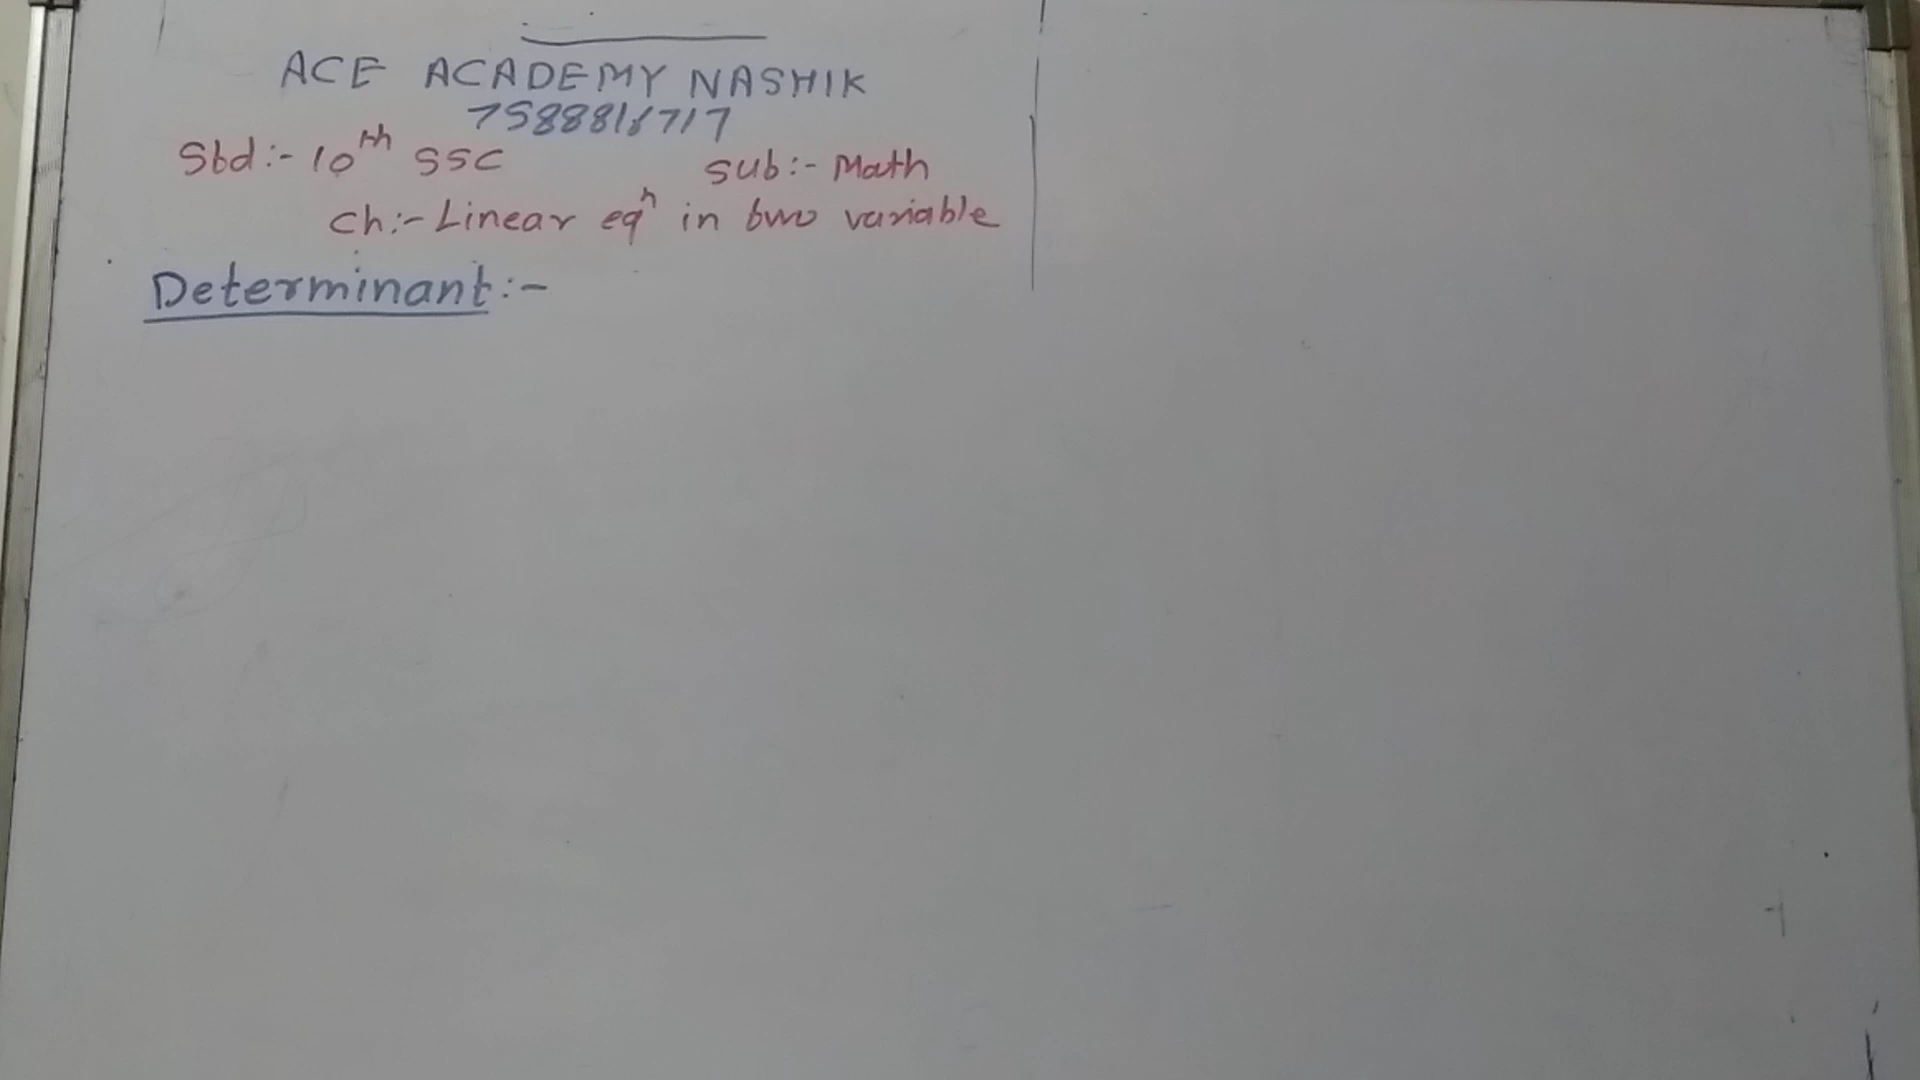 ACE ACADEMY NASHIK
7588816717
Std:- 10th SSC Sub:- Math
Ch:- Linear eqn in two variable
Determinant:-